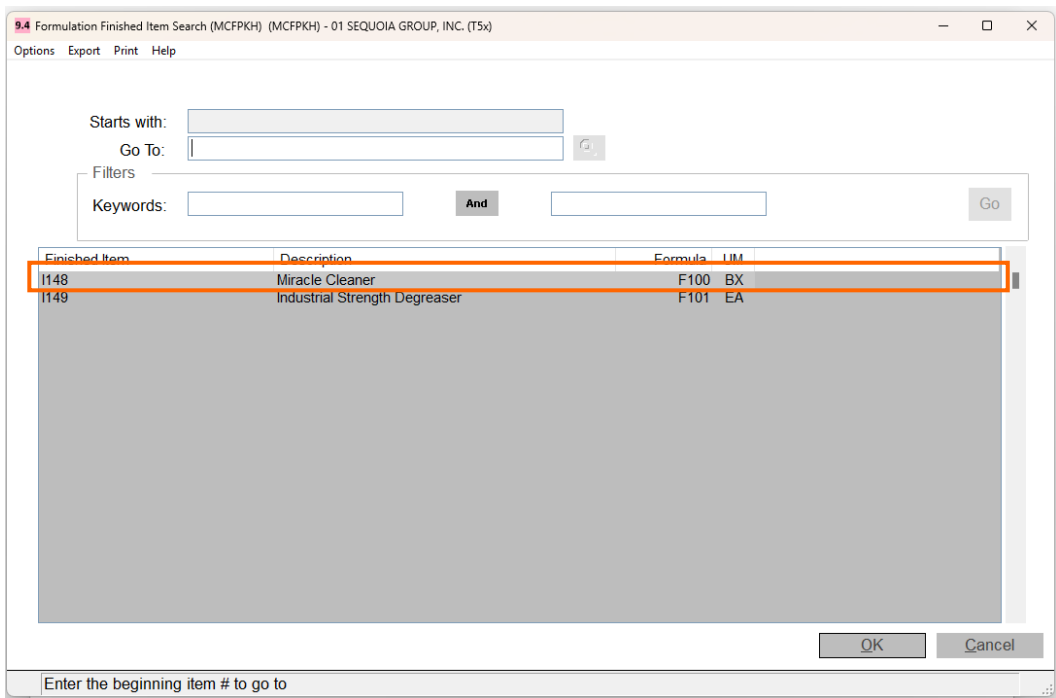 9.4 Formulation Finished Item Search (MCFPKH) (MCFPKH) - 01 SEQUOIA GROUP, INC. (T5x)
Options Export Print Help
Starts with:
Go To:
Filters
Keywords: And Go
Finished Item Description Formula UM
I148 Miracle Cleaner F100 BX
I149 Industrial Strength Degreaser F101 EA
OK Cancel
Enter the beginning item # to go to